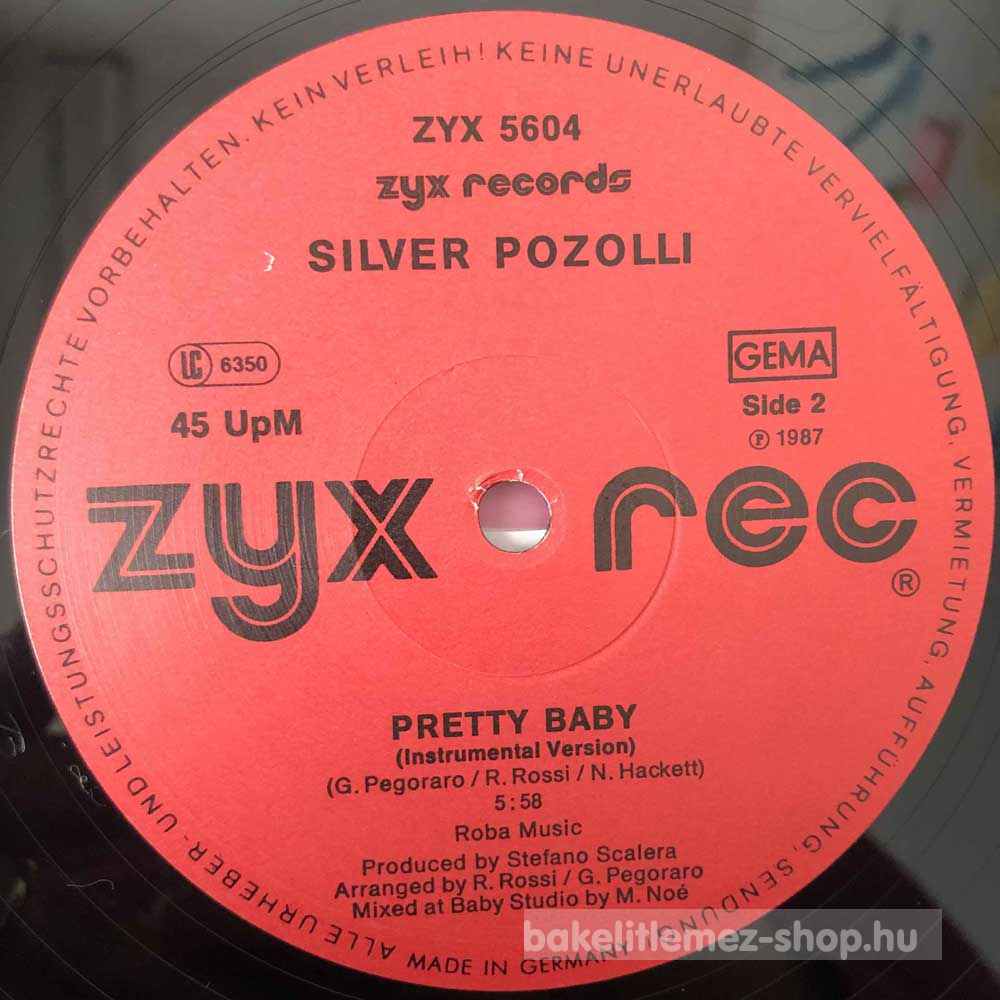 ALLE URHEBER- UND LEISTUNGSSCHUTZRECHTE VORBEHALTEN. KEIN VERLEIH! KEINE UNERLAUBTE VERVIELFÄLTIGUNG, VERMIETUNG, AUFFÜHRUNG, SENDUNG!
ZYX 5604
zyx records
SILVER POZOLLI
LC 6350
GEMA
45 UpM
Side 2
Ⓟ 1987
zyx rec
®
PRETTY BABY
(Instrumental Version)
(G. Pegoraro / R. Rossi / N. Hackett)
5:58
Roba Music
Produced by Stefano Scalera
Arranged by R. Rossi / G. Pegoraro
Mixed at Baby Studio by M. Noé
MADE IN GERMANY
bakelitlemez-shop.hu